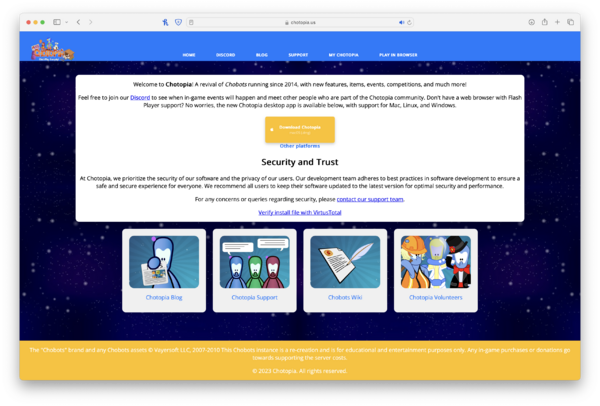 chotopia.us
HOME DISCORD BLOG SUPPORT MY CHOTOPIA PLAY IN BROWSER
Welcome to Chotopia! A revival of Chobots running since 2014, with new features, items, events, competitions, and much more!
Feel free to join our Discord to see when in-game events will happen and meet other people who are part of the Chotopia community. Don't have a web browser with Flash
Player support? No worries, the new Chotopia desktop app is available below, with support for Mac, Linux, and Windows.
Download Chotopia
Other platforms
Security and Trust
At Chotopia, we prioritize the security of our software and the privacy of our users. Our development team adheres to best practices in software development to ensure a
safe and secure experience for everyone. We recommend all users to keep their software updated to the latest version for optimal security and performance.
For any concerns or queries regarding security, please contact our support team.
Verify install file with VirusTotal
Chotopia Blog
Chotopia Support
Chobots Wiki
Chotopia Volunteers
The "Chobots" brand and any Chobots assets © Vayersoft LLC, 2007-2010 This Chobots instance is a re-creation and is for educational and entertainment purposes only. Any in-game purchases or donations go
towards supporting the server costs.
© 2023 Chotopia. All rights reserved.